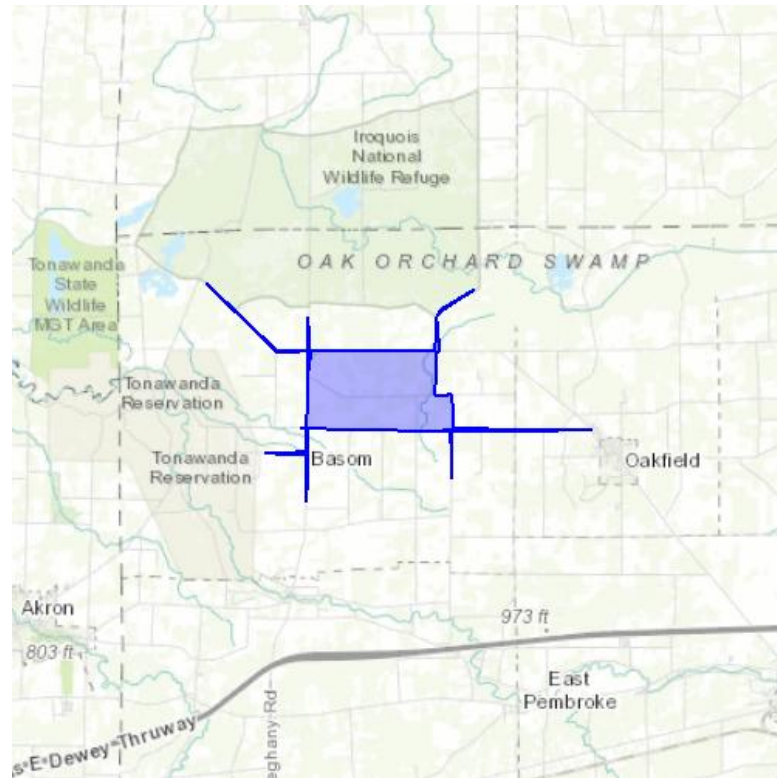 Iroquois
National
Wildlife Refuge
OAK ORCHARD SWAMP
Tonawanda
State
Wildlife
MGT Area
Tonawanda
Reservation
Tonawanda
Reservation
Basom
Oakfield
Akron
803 ft
973 ft
East
Pembroke
eghany Rd
s•E•Dewey•Thruway